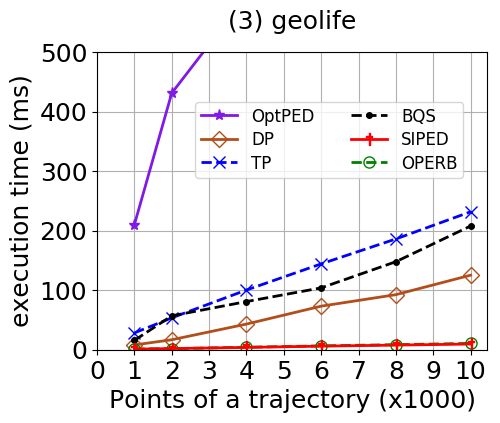 (3) geolife
execution time (ms)
500
400
300
200
100
0
OptPED
DP
TP
BQS
SIPED
OPERB
0 1 2 3 4 5 6 7 8 9 10
Points of a trajectory (x1000)